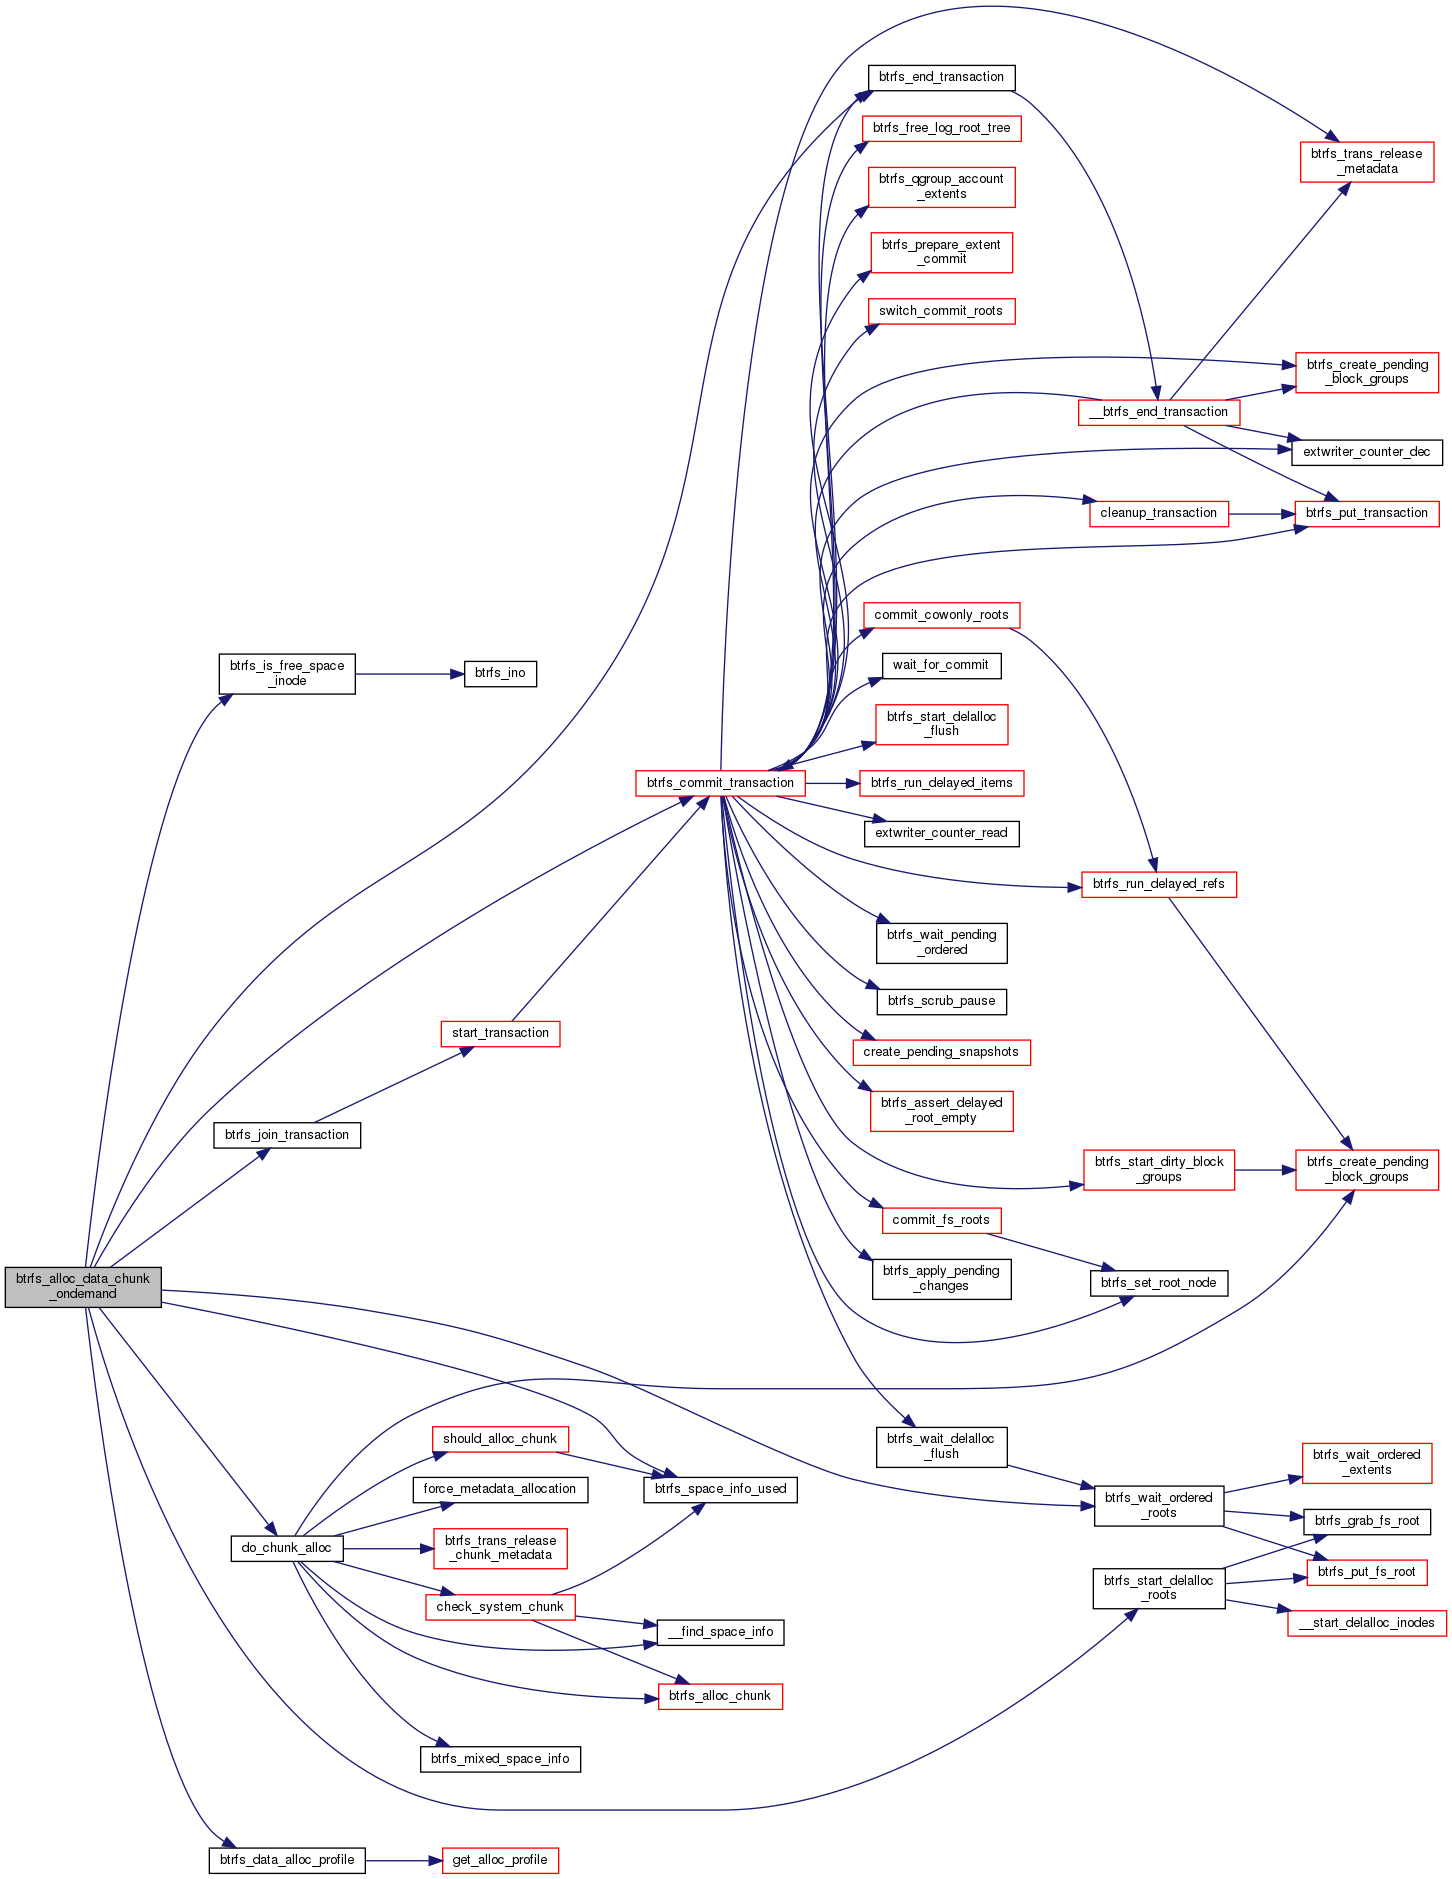 btrfs_end_transaction
btrfs_free_log_root_tree
btrfs_trans_release
_metadata
btrfs_qgroup_account
_extents
btrfs_prepare_extent
_commit
switch_commit_roots
btrfs_create_pending
_block_groups
__btrfs_end_transaction
extwriter_counter_dec
cleanup_transaction
btrfs_put_transaction
commit_cowonly_roots
btrfs_is_free_space
_inode
btrfs_ino
wait_for_commit
btrfs_start_delalloc
_flush
btrfs_commit_transaction
btrfs_run_delayed_items
extwriter_counter_read
btrfs_run_delayed_refs
btrfs_wait_pending
_ordered
btrfs_scrub_pause
start_transaction
create_pending_snapshots
btrfs_assert_delayed
_root_empty
btrfs_join_transaction
btrfs_start_dirty_block
_groups
btrfs_create_pending
_block_groups
commit_fs_roots
btrfs_alloc_data_chunk
_ondemand
btrfs_apply_pending
_changes
btrfs_set_root_node
should_alloc_chunk
btrfs_wait_delalloc
_flush
btrfs_wait_ordered
_extents
force_metadata_allocation
btrfs_space_info_used
btrfs_wait_ordered
_roots
btrfs_grab_fs_root
do_chunk_alloc
btrfs_trans_release
_chunk_metadata
btrfs_put_fs_root
btrfs_start_delalloc
_roots
check_system_chunk
__find_space_info
__start_delalloc_inodes
btrfs_alloc_chunk
btrfs_mixed_space_info
btrfs_data_alloc_profile
get_alloc_profile